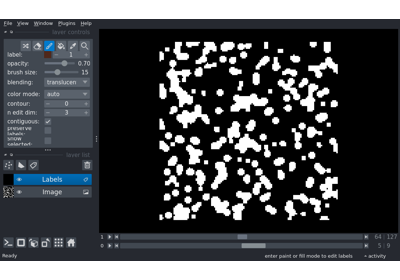 File View Window Plugins Help
layer controls
label: 1
opacity: 0.70
brush size: 15
blending: translucen
color mode: auto
contour: 0
n edit dim: 3
contiguous:
preserve
labels:
show
selected:
layer list
Labels
Image
1 64 127
0 5 9
Ready enter paint or fill mode to edit labels activity